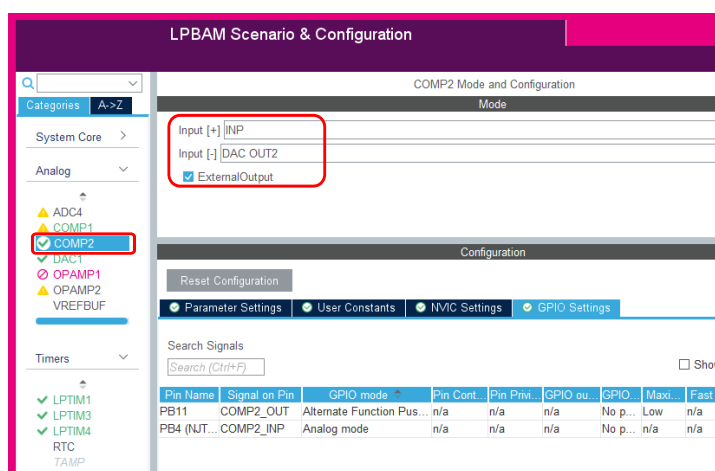 LPBAM Scenario & Configuration
COMP2 Mode and Configuration
Categories A->Z
Mode
System Core
Input [+] INP
Input [-] DAC OUT2
Analog
ExternalOutput
ADC4
COMP1
COMP2
DAC1
OPAMP1
OPAMP2
VREFBUF
Configuration
Reset Configuration
Parameter Settings User Constants NVIC Settings GPIO Settings
Search Signals
Search (Ctrl+F)
Show
Timers
LPTIM1
LPTIM3
LPTIM4
RTC
TAMP
Pin Name Signal on Pin GPIO mode Pin Cont... Pin Privi... GPIO ou... GPIO... Maxi... Fast
PB11 COMP2_OUT Alternate Function Pus... n/a n/a n/a No p... Low n/a
PB4 (NJT... COMP2_INP Analog mode n/a n/a n/a No p... n/a n/a